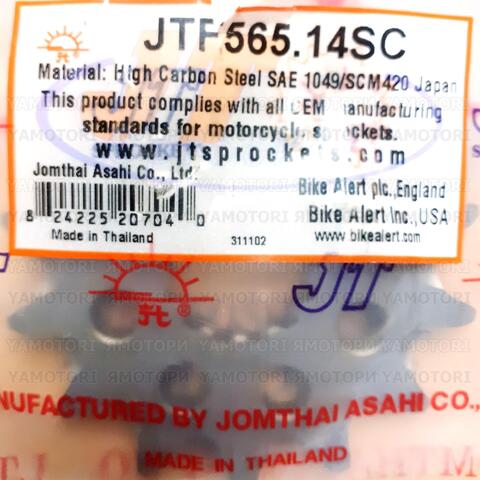 JTF565.14SC
Material: High Carbon Steel SAE 1049/SCM420 Japan
This product complies with all OEM manufacturing
standards for motorcycle sprockets.
www.jtsprockets.com
Jomthai Asahi Co., Ltd.
Bike Alert plc.,England
8 24225 20704 0
Bike Alert Inc.,USA
Made in Thailand
311102
www.bikealert.com
JT
®
MANUFACTURED BY JOMTHAI ASAHI CO.,
MADE IN THAILAND
YAMOTORI ЯМОТОРИ YAMOTORI ЯМОТОРИ YAMOTORI